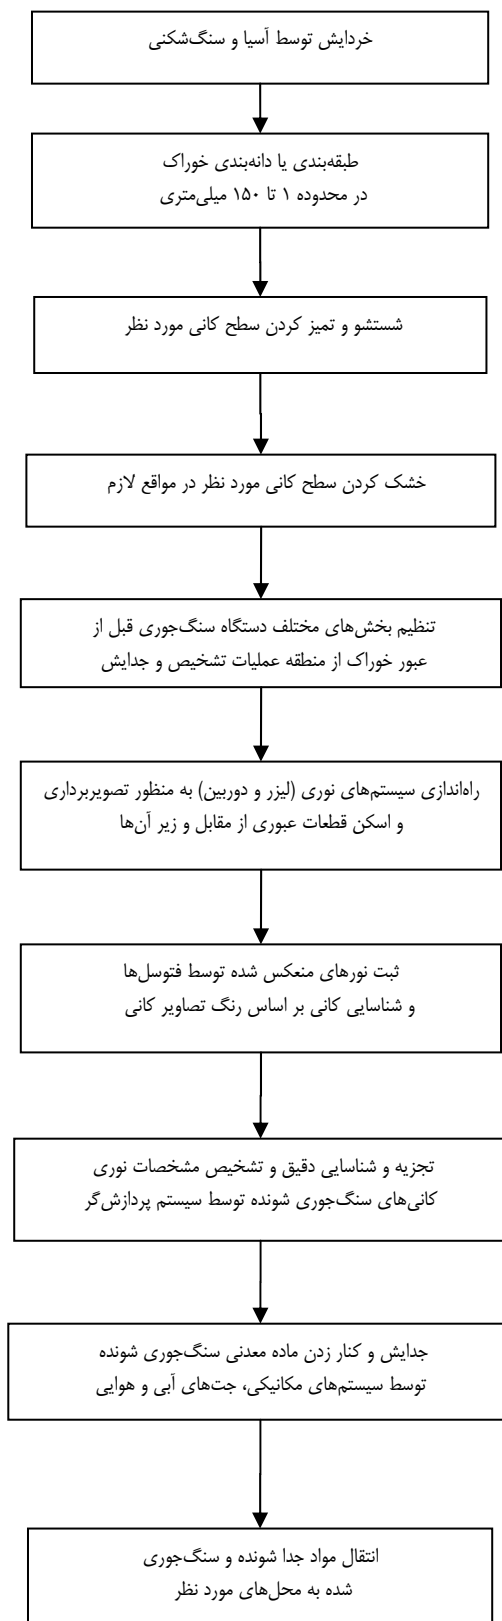 خردایش توسط آسیا و سنگ‌شکنی
طبقه‌بندی یا دانه‌بندی خوراک
در محدوده ۱ تا ۱۵۰ میلی‌متری
شستشو و تمیز کردن سطح کانی مورد نظر
خشک کردن سطح کانی مورد نظر در مواقع لازم
تنظیم بخش‌های مختلف دستگاه سنگ‌جوری قبل از
عبور خوراک از منطقه عملیات تشخیص و جدایش
راه‌اندازی سیستم‌های نوری (لیزر و دوربین) به منظور تصویربرداری
و اسکن قطعات عبوری از مقابل و زیر آن‌ها
ثبت نورهای منعکس شده توسط فتوسل‌ها
و شناسایی کانی بر اساس رنگ تصاویر کانی
تجزیه و شناسایی دقیق و تشخیص مشخصات نوری
کانی‌های سنگ‌جوری شونده توسط سیستم پردازش‌گر
جدایش و کنار زدن ماده معدنی سنگ‌جوری شونده
توسط سیستم‌های مکانیکی، جت‌های آبی و هوایی
انتقال مواد جدا شونده و سنگ‌جوری
شده به محل‌های مورد نظر